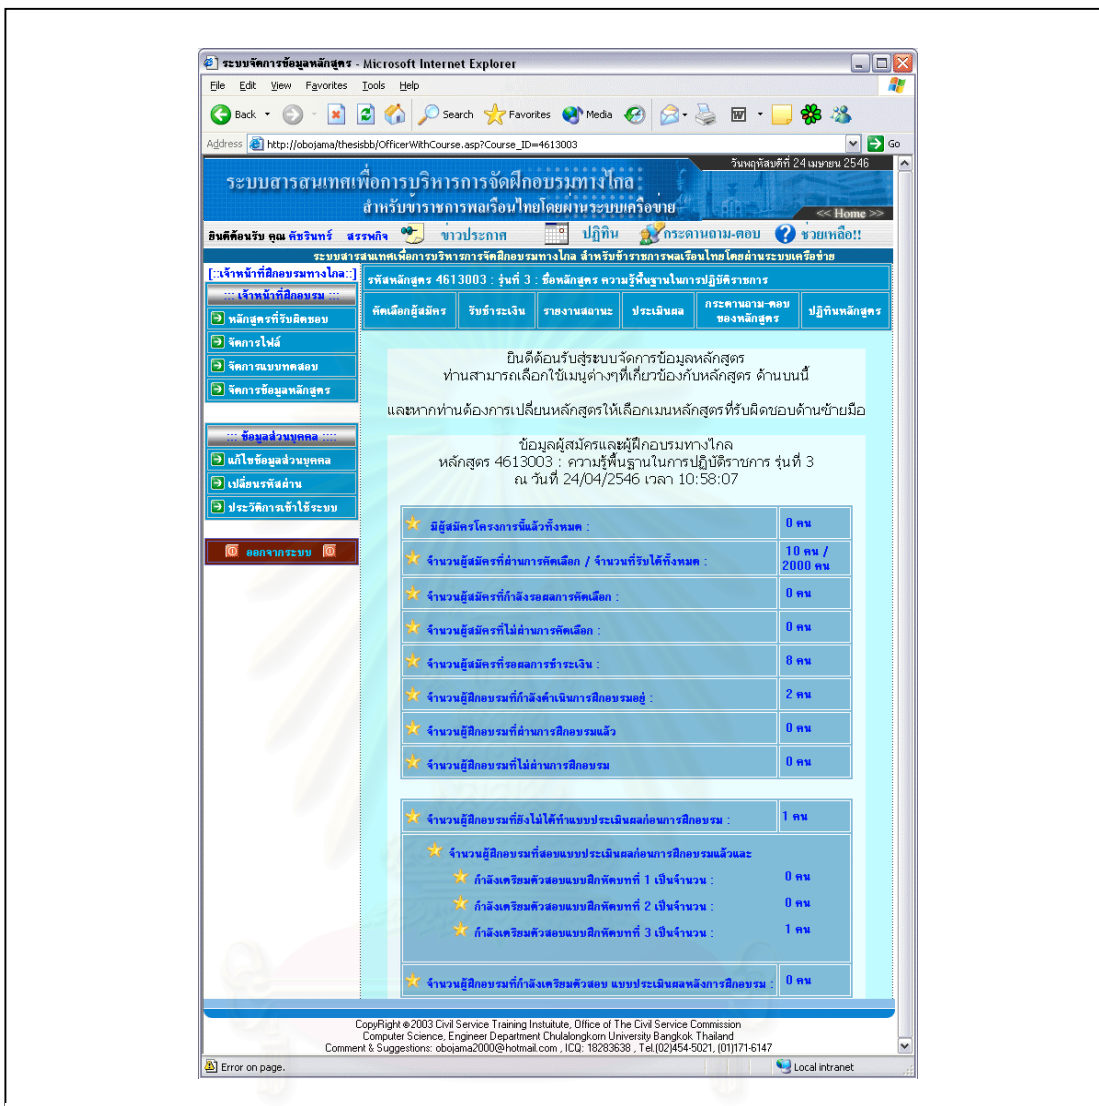 ระบบจัดการข้อมูลหลักสูตร - Microsoft Internet Explorer
File Edit View Favorites Tools Help
Back Search Favorites Media
Address http://obojama/thesisbb/OfficerWithCourse.asp?Course_ID=4613003 Go
วันพฤหัสบดีที่ 24 เมษายน 2546
ระบบสารสนเทศเพื่อการบริหารการจัดฝึกอบรมทางไกล
สำหรับข้าราชการพลเรือนไทยโดยผ่านระบบเครือข่าย
<< Home >>
ยินดีต้อนรับ คุณ คัชรินทร์ สรรพกิจ ข่าวประกาศ ปฏิทิน กระดานถาม-ตอบ ช่วยเหลือ!!
ระบบสารสนเทศเพื่อการบริหารการจัดฝึกอบรมทางไกล สำหรับข้าราชการพลเรือนไทยโดยผ่านระบบเครือข่าย
[::เจ้าหน้าที่ฝึกอบรมทางไกล::]
::: เจ้าหน้าที่ฝึกอบรม :::
หลักสูตรที่รับผิดชอบ
จัดการไฟล์
จัดการแบบทดสอบ
จัดการข้อมูลหลักสูตร
::: ข้อมูลส่วนบุคคล ::::
แก้ไขข้อมูลส่วนบุคคล
เปลี่ยนรหัสผ่าน
ประวัติการเข้าใช้ระบบ
ออกจากระบบ
รหัสหลักสูตร 4613003 : รุ่นที่ 3 : ชื่อหลักสูตร ความรู้พื้นฐานในการปฏิบัติราชการ
คัดเลือกผู้สมัคร รับชำระเงิน รายงานสถานะ ประเมินผล กระดานถาม-ตอบของหลักสูตร ปฏิทินหลักสูตร
ยินดีต้อนรับสู่ระบบจัดการข้อมูลหลักสูตร
ท่านสามารถเลือกใช้เมนูต่างๆที่เกี่ยวข้องกับหลักสูตร ด้านบนนี้
และหากท่านต้องการเปลี่ยนหลักสูตรให้เลือกเมนหลักสูตรที่รับผิดชอบด้านซ้ายมือ
ข้อมูลผู้สมัครและผู้ฝึกอบรมทางไกล
หลักสูตร 4613003 : ความรู้พื้นฐานในการปฏิบัติราชการ รุ่นที่ 3
ณ วันที่ 24/04/2546 เวลา 10:58:07
มีผู้สมัครโครงการนี้แล้วทั้งหมด : 0 คน
จำนวนผู้สมัครที่ผ่านการคัดเลือก / จำนวนที่รับได้ทั้งหมด : 10 คน / 2000 คน
จำนวนผู้สมัครที่กำลังรอผลการคัดเลือก : 0 คน
จำนวนผู้สมัครที่ไม่ผ่านการคัดเลือก : 0 คน
จำนวนผู้สมัครที่รอผลการชำระเงิน : 8 คน
จำนวนผู้ฝึกอบรมที่กำลังดำเนินการฝึกอบรมอยู่ : 2 คน
จำนวนผู้ฝึกอบรมที่ผ่านการฝึกอบรมแล้ว 0 คน
จำนวนผู้ฝึกอบรมที่ไม่ผ่านการฝึกอบรม 0 คน
จำนวนผู้ฝึกอบรมที่ยังไม่ได้ทำแบบประเมินผลก่อนการฝึกอบรม : 1 คน
จำนวนผู้ฝึกอบรมที่สอบแบบประเมินผลก่อนการฝึกอบรมแล้วและ
กำลังเตรียมตัวสอบแบบฝึกหัดบทที่ 1 เป็นจำนวน : 0 คน
กำลังเตรียมตัวสอบแบบฝึกหัดบทที่ 2 เป็นจำนวน : 0 คน
กำลังเตรียมตัวสอบแบบฝึกหัดบทที่ 3 เป็นจำนวน : 1 คน
จำนวนผู้ฝึกอบรมที่กำลังเตรียมตัวสอบ แบบประเมินผลหลังการฝึกอบรม : 0 คน
CopyRight © 2003 Civil Service Training Instuitute, Office of The Civil Service Commission
Computer Science, Engineer Department Chulalongkorn University Bangkok Thailand
Comment & Suggestions: obojama2000@hotmail.com , ICQ: 18283638 , Tel.(02)454-5021, (01)171-6147
Error on page. Local intranet